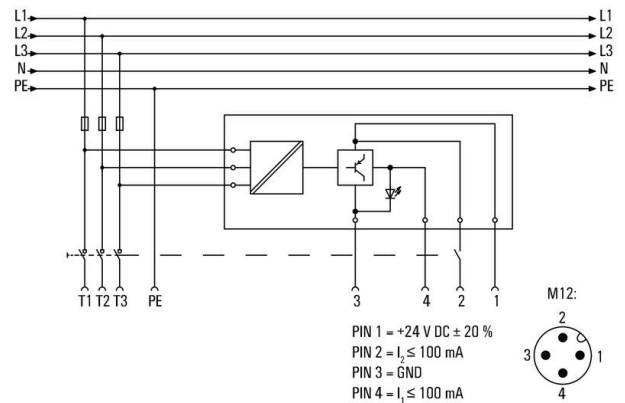 L1 L1
L2 L2
L3 L3
N N
PE PE
T1 T2 T3 PE 3 4 2 1
M12:
PIN 1 = +24 V DC ± 20 %
PIN 2 = I₂ ≤ 100 mA
PIN 3 = GND
PIN 4 = I₁ ≤ 100 mA
2
3 1
4